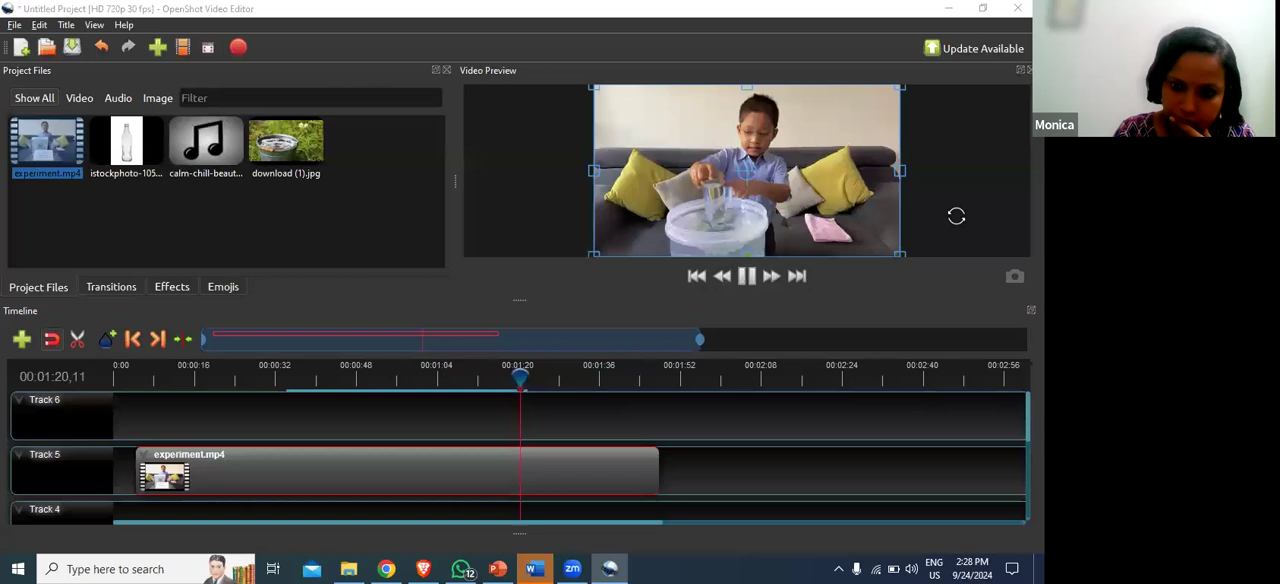 * Untitled Project [HD 720p 30 fps] - OpenShot Video Editor
File Edit Title View Help
Update Available
Project Files
Video Preview
Show All Video Audio Image Filter
experiment.mp4 istockphoto-105... calm-chill-beaut... download (1).jpg
Monica
Project Files Transitions Effects Emojis
Timeline
00:01:20,11
0:00 00:00:16 00:00:32 00:00:48 00:01:04 00:01:20 00:01:36 00:01:52 00:02:08 00:02:24 00:02:40 00:02:56
Track 6
Track 5 experiment.mp4
Track 4
Type here to search
12
zm
ENG
US
2:28 PM
9/24/2024